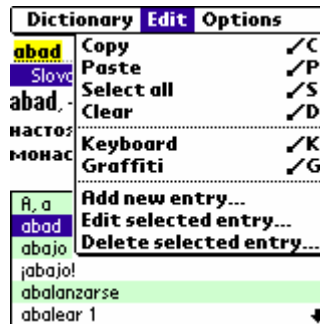 Dictionary Edit Options
abad
Copy /C
Slovo
Paste /P
Select all /S
abad, -
Clear /D
Keyboard /K
Graffiti /G
Add new entry...
Edit selected entry...
Delete selected entry...
A, a
abad
abajo
¡abajo!
abalanzarse
abalear 1